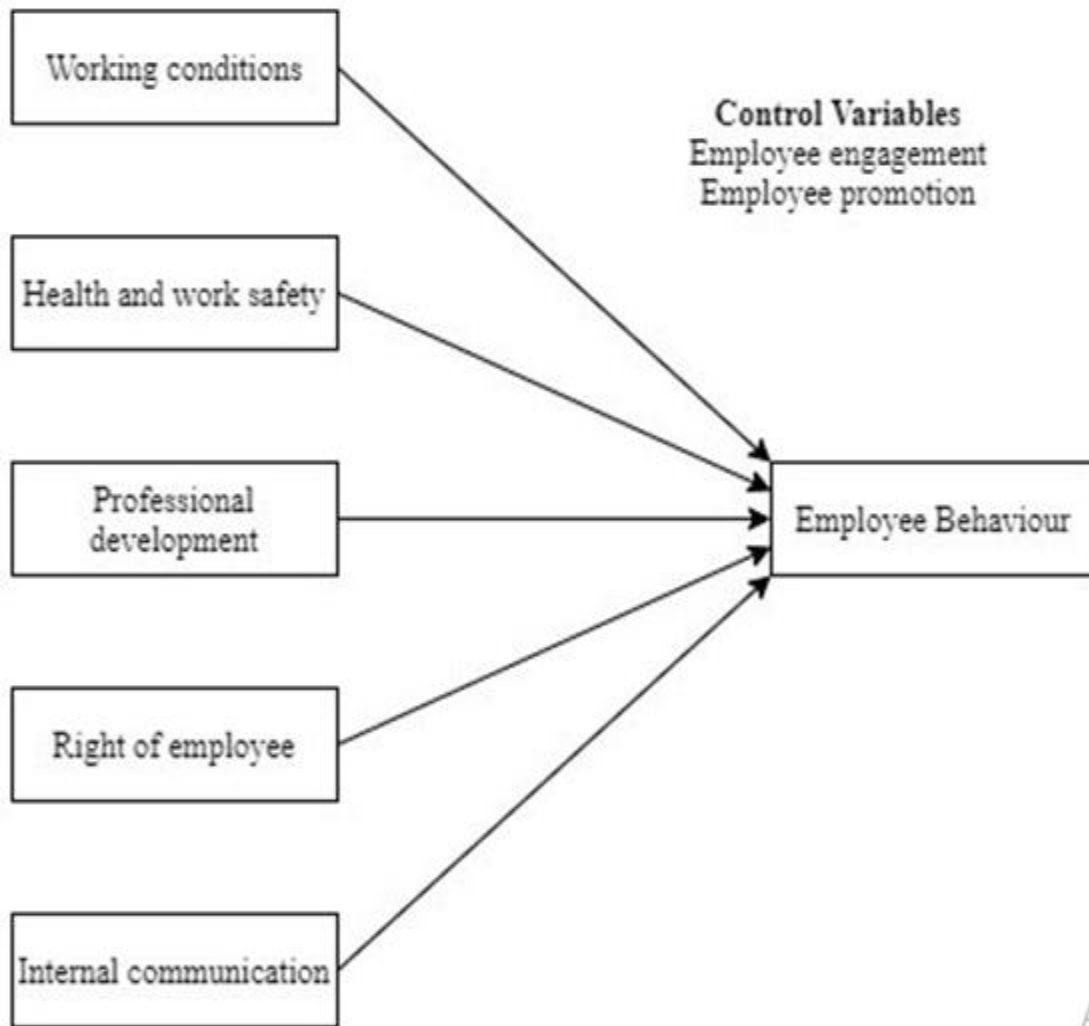 Working conditions
Control Variables
Employee engagement
Employee promotion
Health and work safety
Professional
development
Employee Behaviour
Right of employee
Internal communication